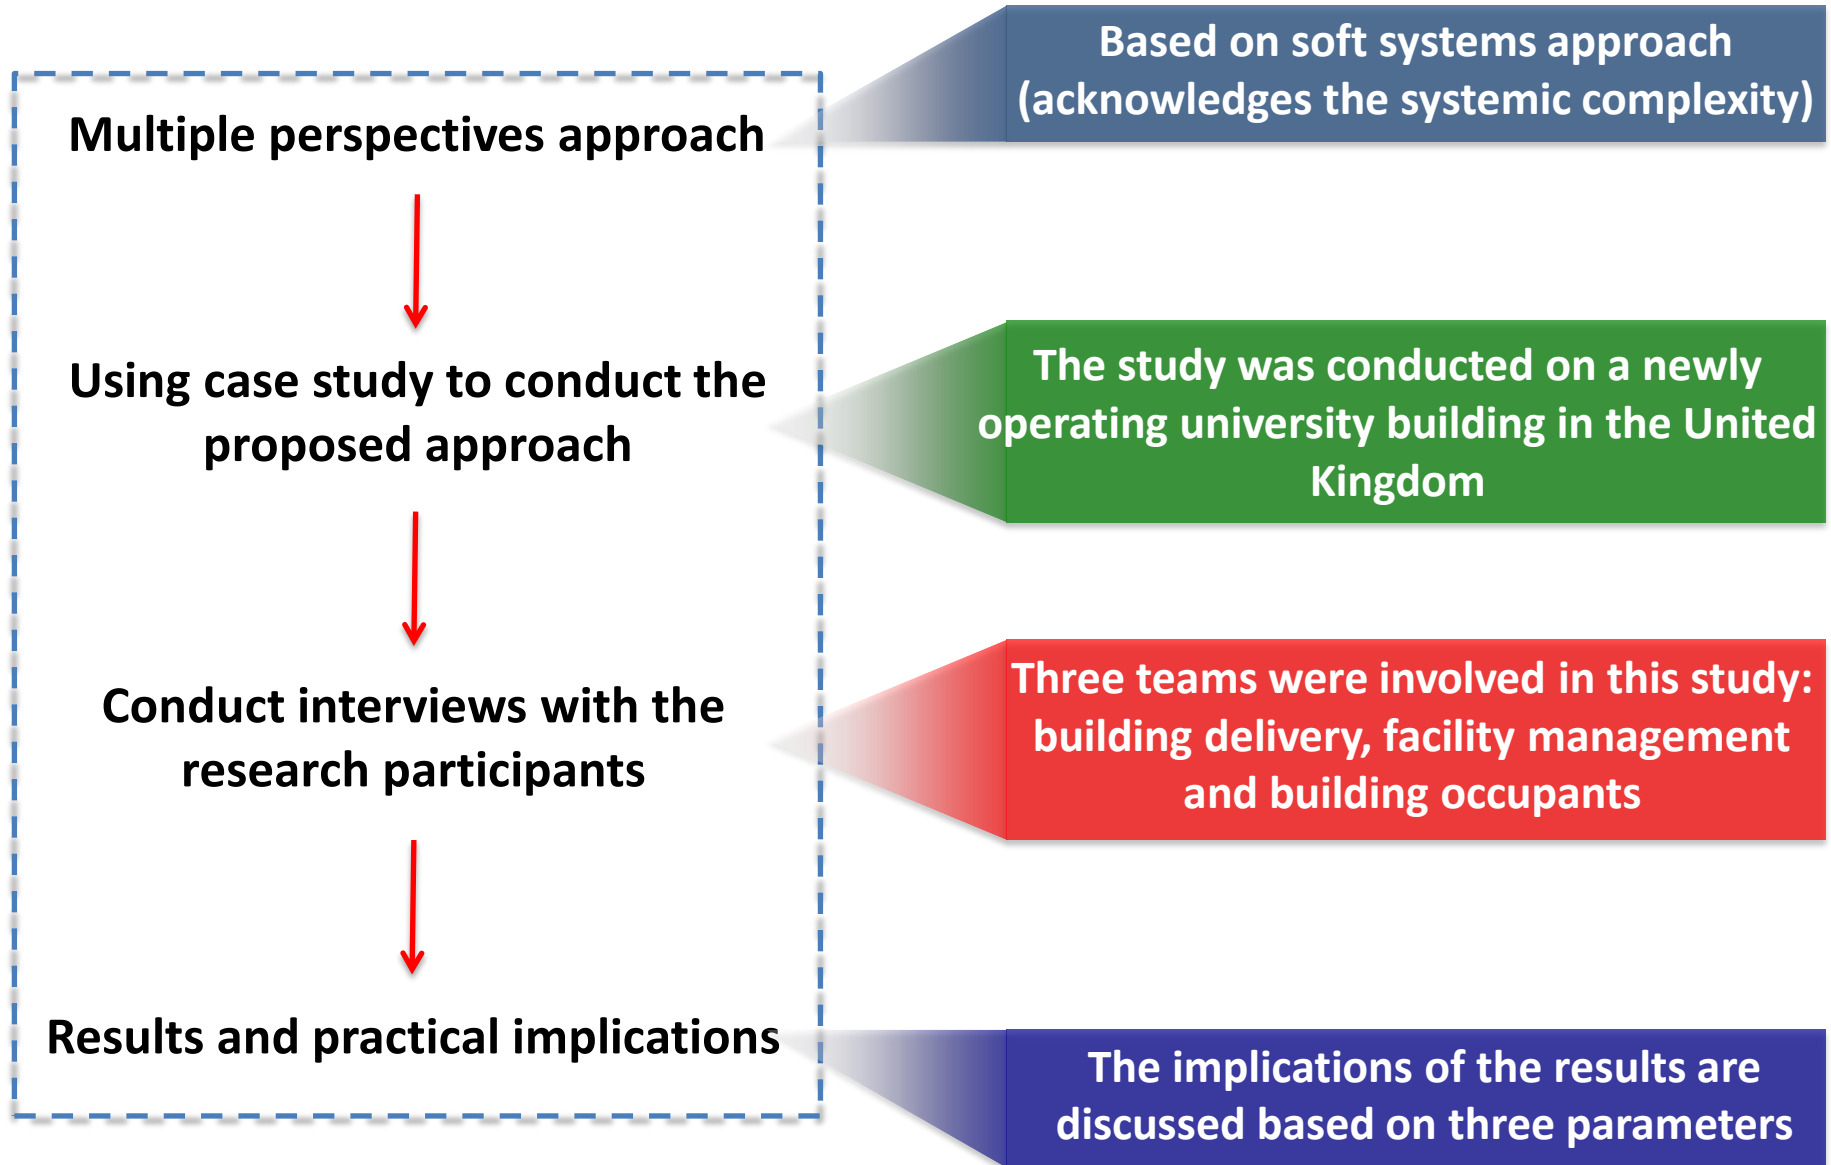 Multiple perspectives approach
Based on soft systems approach
(acknowledges the systemic complexity)
Using case study to conduct the
proposed approach
The study was conducted on a newly
operating university building in the United
Kingdom
Conduct interviews with the
research participants
Three teams were involved in this study:
building delivery, facility management
and building occupants
Results and practical implications
The implications of the results are
discussed based on three parameters